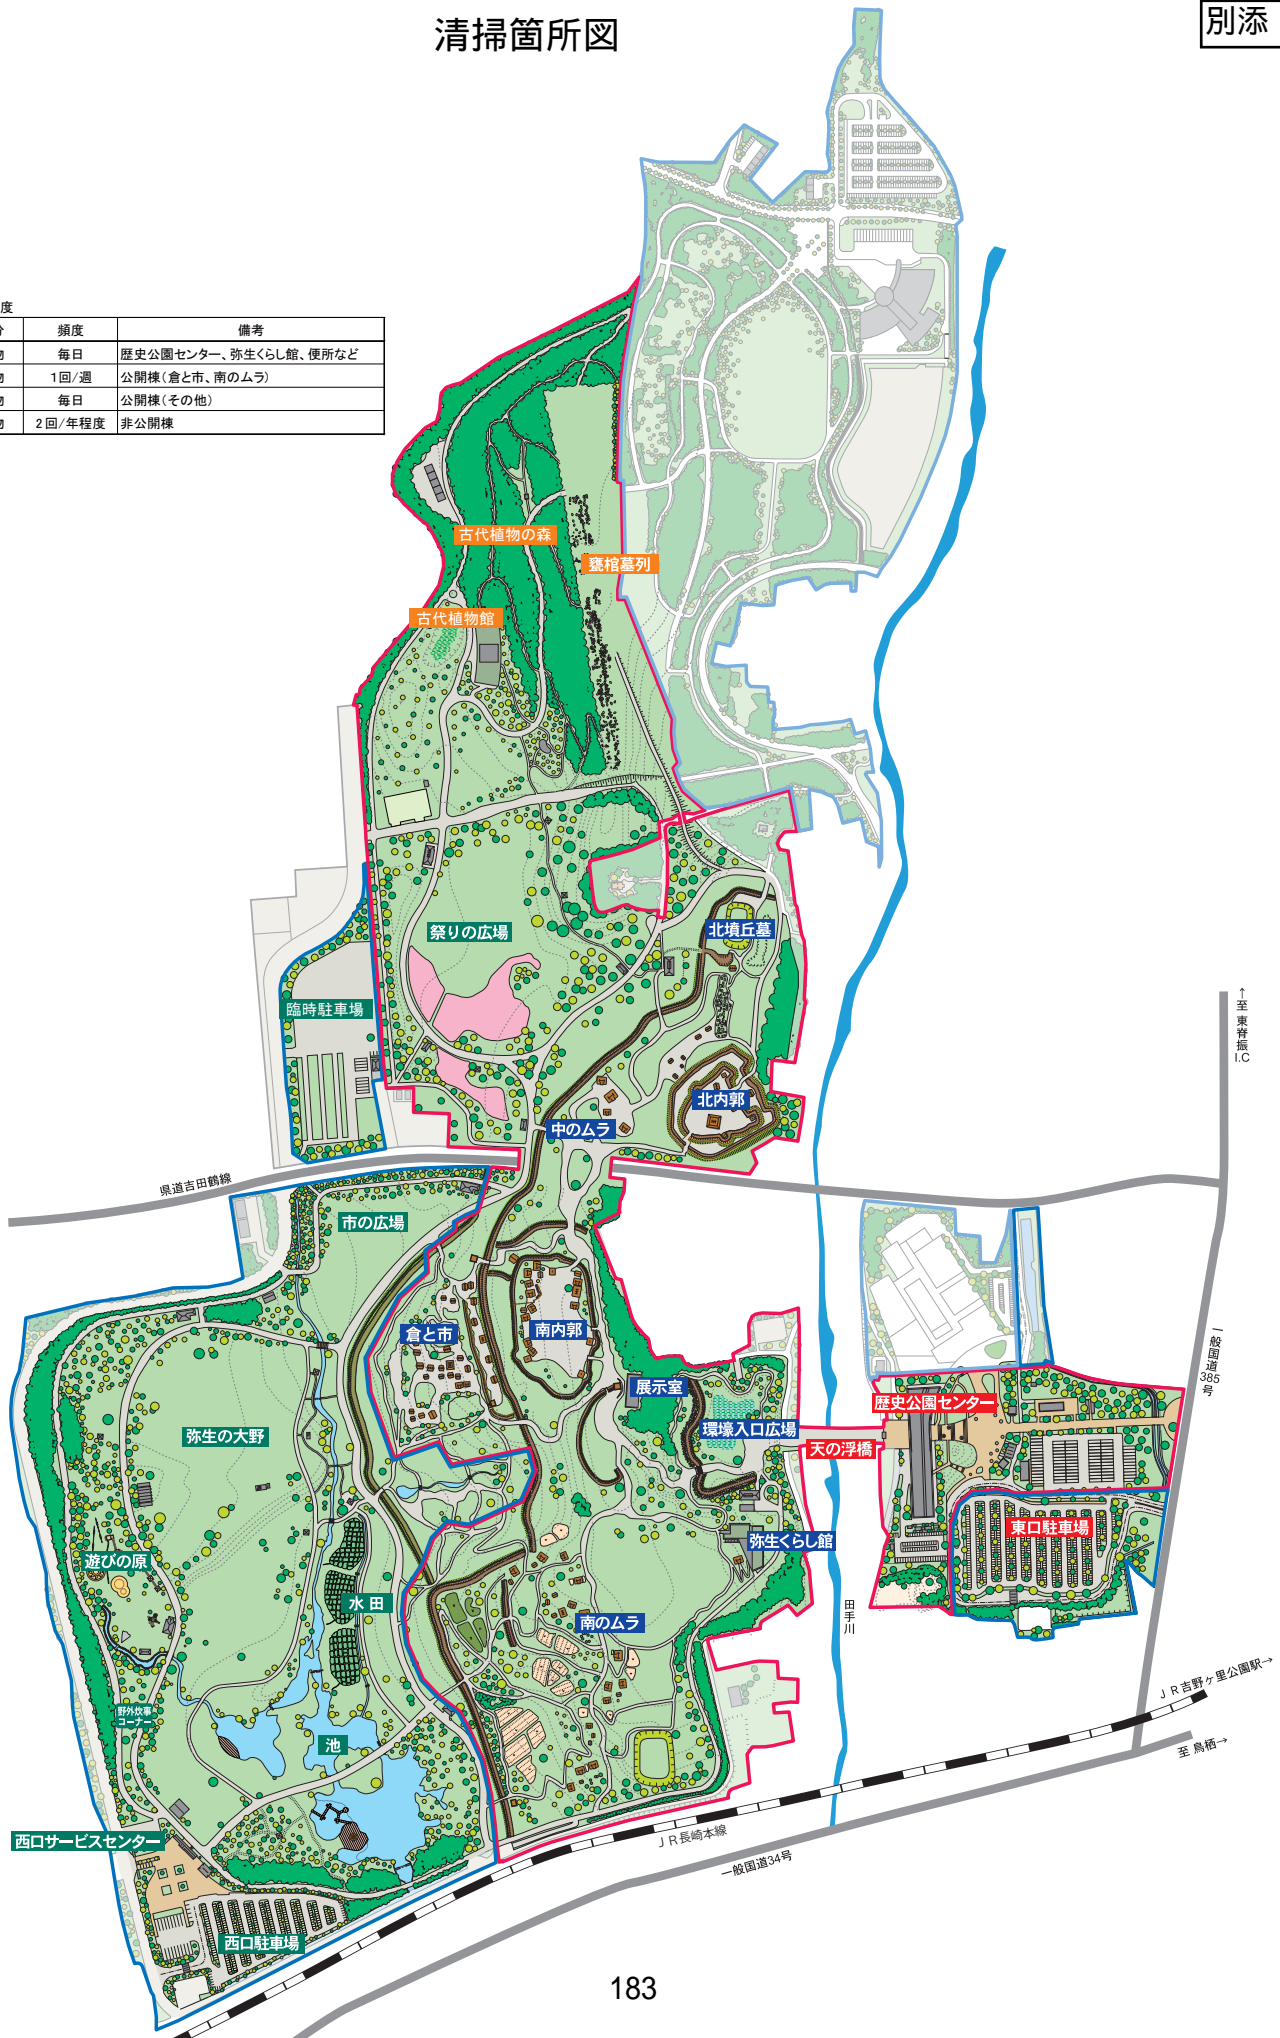 清掃箇所図
別添
度
頻度 備考
毎日 歴史公園センター、弥生くらし館、便所など
1回/週 公開棟(倉と市、南のムラ)
毎日 公開棟(その他)
2回/年程度 非公開棟
古代植物の森
甕棺墓列
古代植物館
祭りの広場
北墳丘墓
臨時駐車場
↑至 東脊振I.C
北内郭
中のムラ
県道吉田鶴線
市の広場
倉と市
南内郭
一般国道385号
展示室
歴史公園センター
環壕入口広場
天の浮橋
弥生の大野
東口駐車場
弥生くらし館
遊びの原
水田
田手川
南のムラ
JR吉野ヶ里公園駅→
野外炊事
コーナー
池
至 鳥栖→
西口サービスセンター
JR長崎本線
一般国道34号
西口駐車場
183